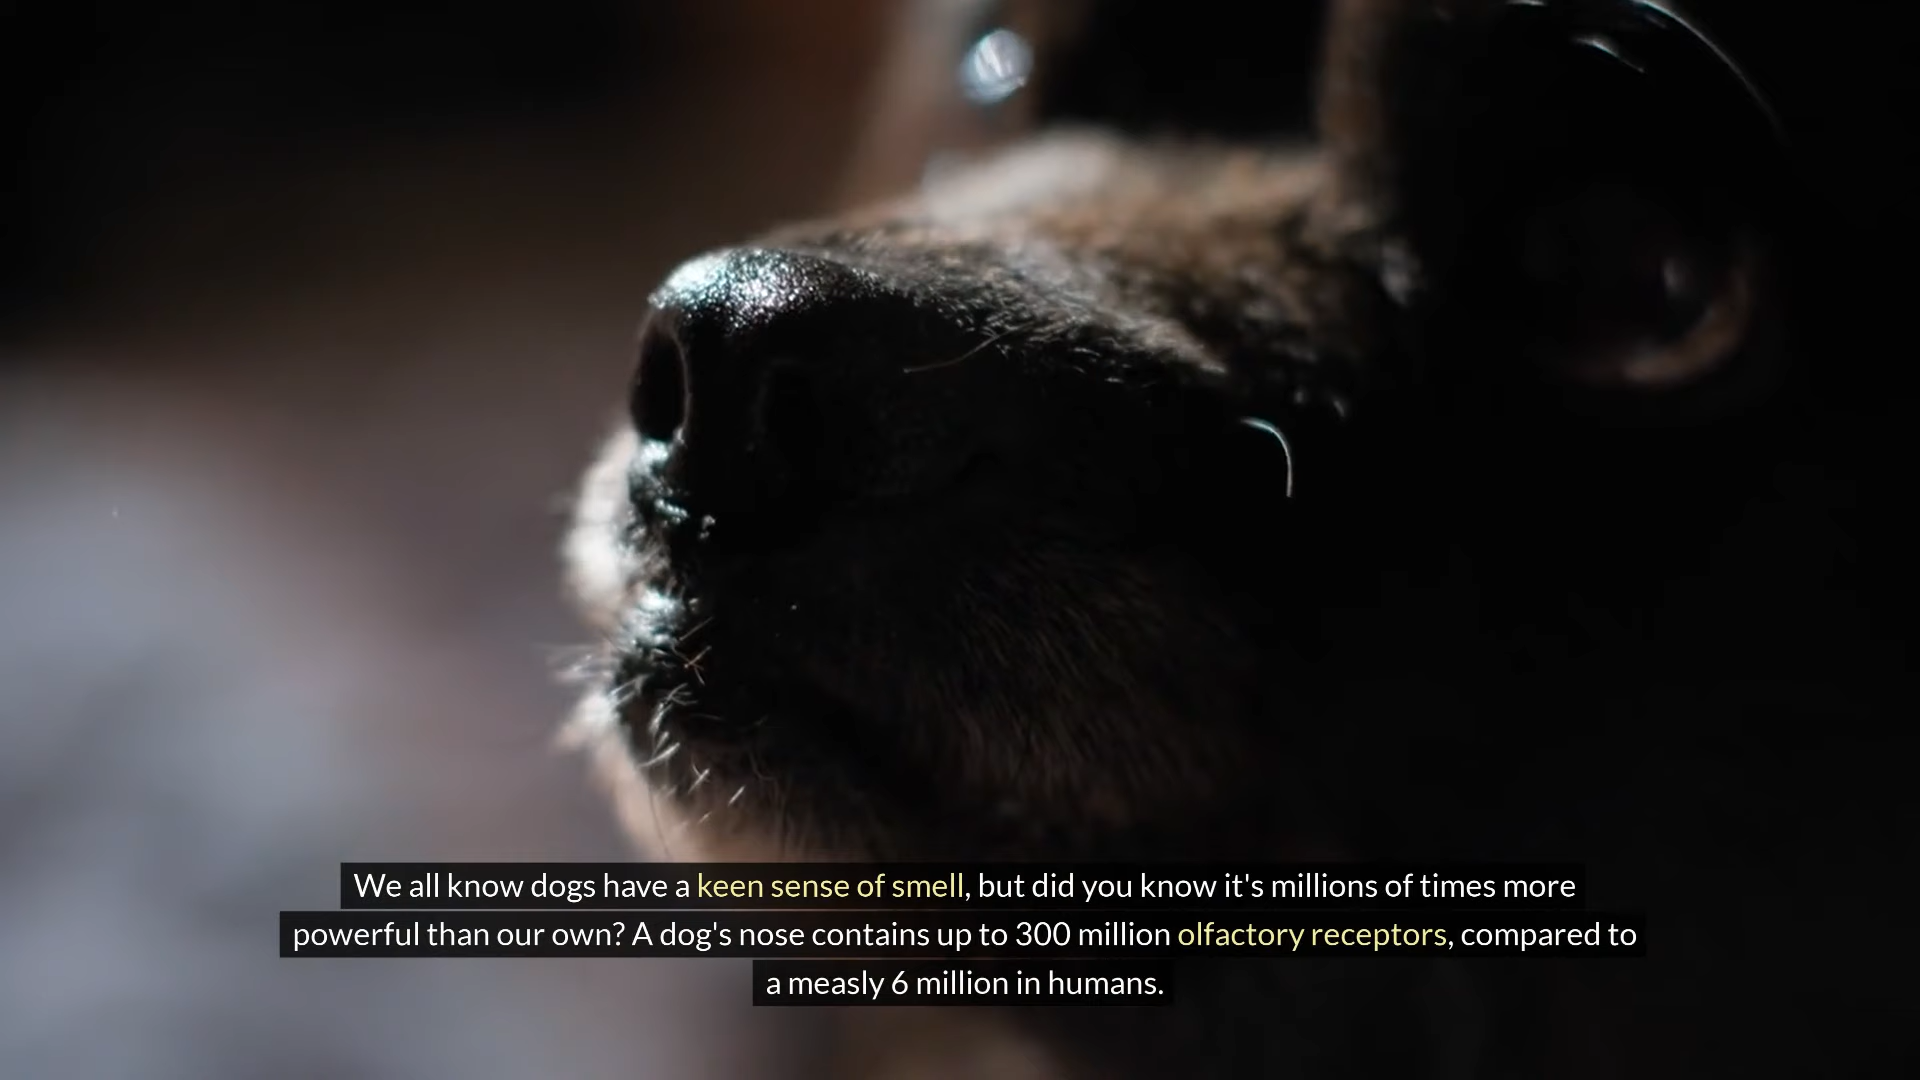 We all know dogs have a keen sense of smell, but did you know it's millions of times more
powerful than our own? A dog's nose contains up to 300 million olfactory receptors, compared to
a measly 6 million in humans.